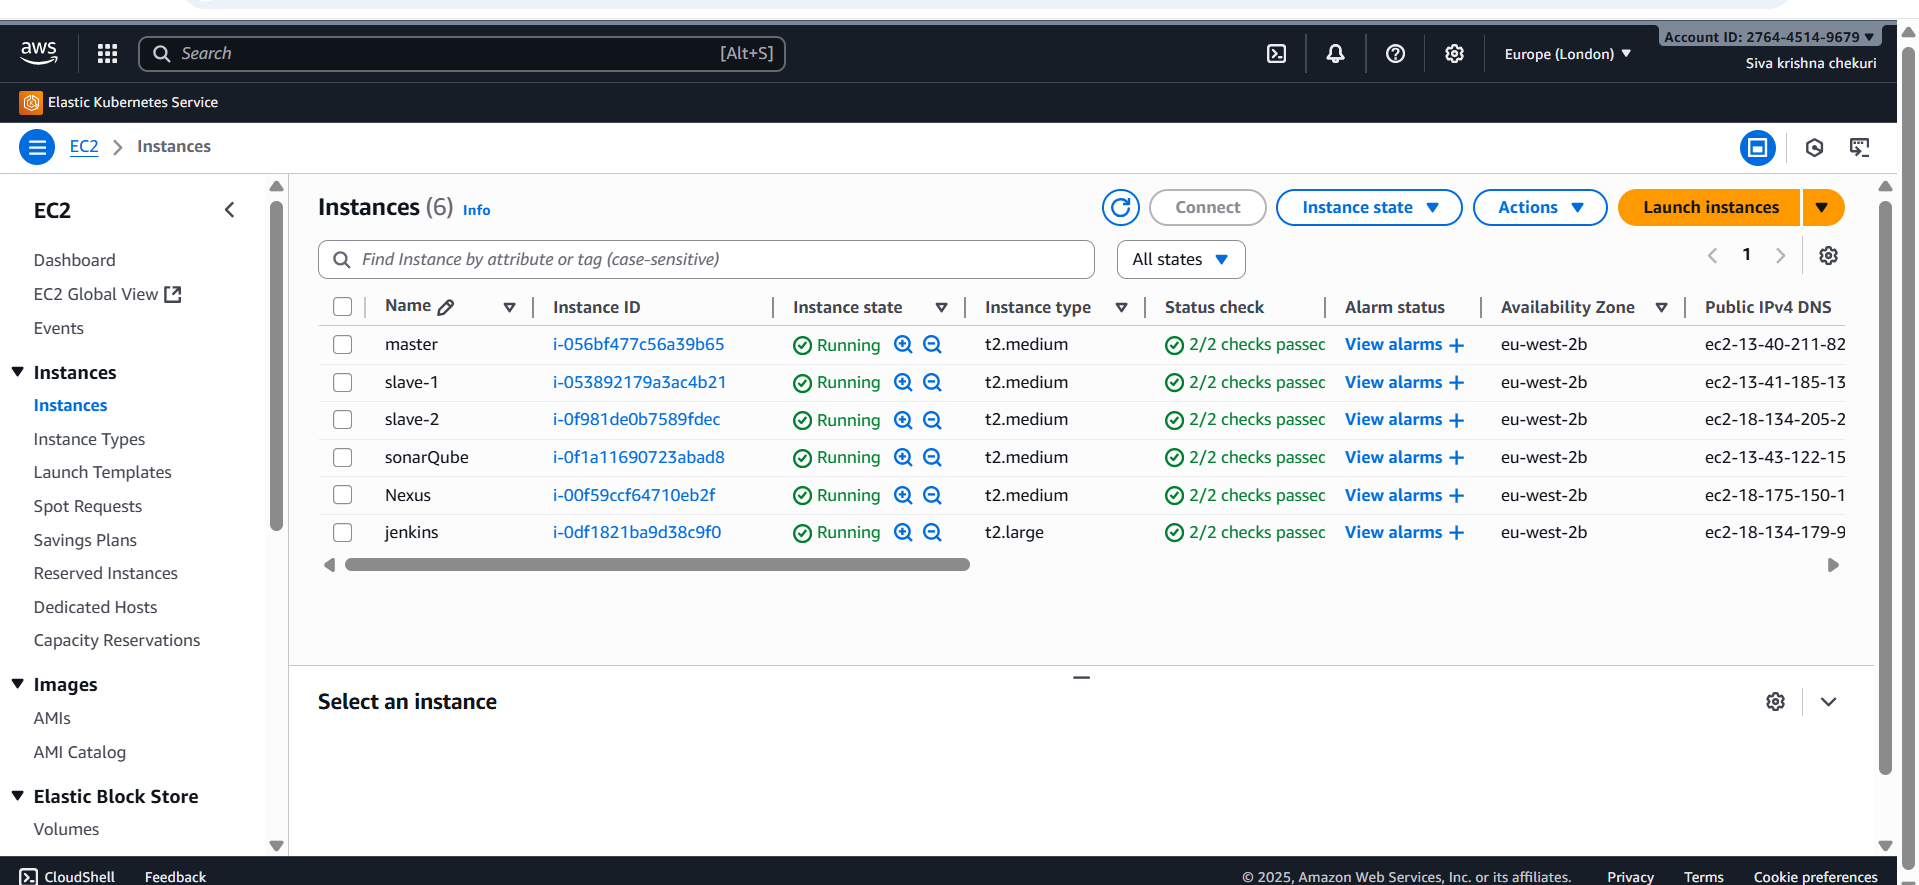 aws
Search [Alt+S]
Europe (London)
Account ID: 2764-4514-9679
Siva krishna chekuri
Elastic Kubernetes Service
EC2 Instances
EC2
Dashboard
EC2 Global View
Events
Instances
Instances
Instance Types
Launch Templates
Spot Requests
Savings Plans
Reserved Instances
Dedicated Hosts
Capacity Reservations
Images
AMIs
AMI Catalog
Elastic Block Store
Volumes
Instances (6) Info
Connect Instance state Actions Launch instances
Find Instance by attribute or tag (case-sensitive) All states 1
Name Instance ID Instance state Instance type Status check Alarm status Availability Zone Public IPv4 DNS
master i-056bf477c56a39b65 Running t2.medium 2/2 checks passed View alarms + eu-west-2b ec2-13-40-211-82
slave-1 i-053892179a3ac4b21 Running t2.medium 2/2 checks passed View alarms + eu-west-2b ec2-13-41-185-13
slave-2 i-0f981de0b7589fdec Running t2.medium 2/2 checks passed View alarms + eu-west-2b ec2-18-134-205-2
sonarQube i-0f1a11690723abad8 Running t2.medium 2/2 checks passed View alarms + eu-west-2b ec2-13-43-122-15
Nexus i-00f59ccf64710eb2f Running t2.medium 2/2 checks passed View alarms + eu-west-2b ec2-18-175-150-1
jenkins i-0df1821ba9d38c9f0 Running t2.large 2/2 checks passed View alarms + eu-west-2b ec2-18-134-179-9
Select an instance
CloudShell Feedback © 2025, Amazon Web Services, Inc. or its affiliates. Privacy Terms Cookie preferences